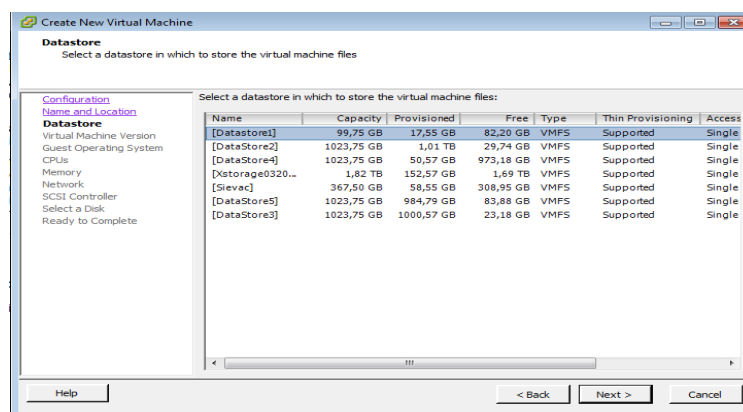 Create New Virtual Machine
Datastore
Select a datastore in which to store the virtual machine files
Configuration
Name and Location
Datastore
Virtual Machine Version
Guest Operating System
CPUs
Memory
Network
SCSI Controller
Select a Disk
Ready to Complete
Select a datastore in which to store the virtual machine files:
Name Capacity Provisioned Free Type Thin Provisioning Access
[Datastore1] 99,75 GB 17,55 GB 82,20 GB VMFS Supported Single
[DataStore2] 1023,75 GB 1,01 TB 29,74 GB VMFS Supported Single
[DataStore4] 1023,75 GB 50,57 GB 973,18 GB VMFS Supported Single
[Xstorage0320... 1,82 TB 152,57 GB 1,69 TB VMFS Supported Single
[Sievac] 367,50 GB 58,55 GB 308,95 GB VMFS Supported Single
[DataStore5] 1023,75 GB 984,79 GB 83,88 GB VMFS Supported Single
[DataStore3] 1023,75 GB 1000,57 GB 23,18 GB VMFS Supported Single
Help < Back Next > Cancel